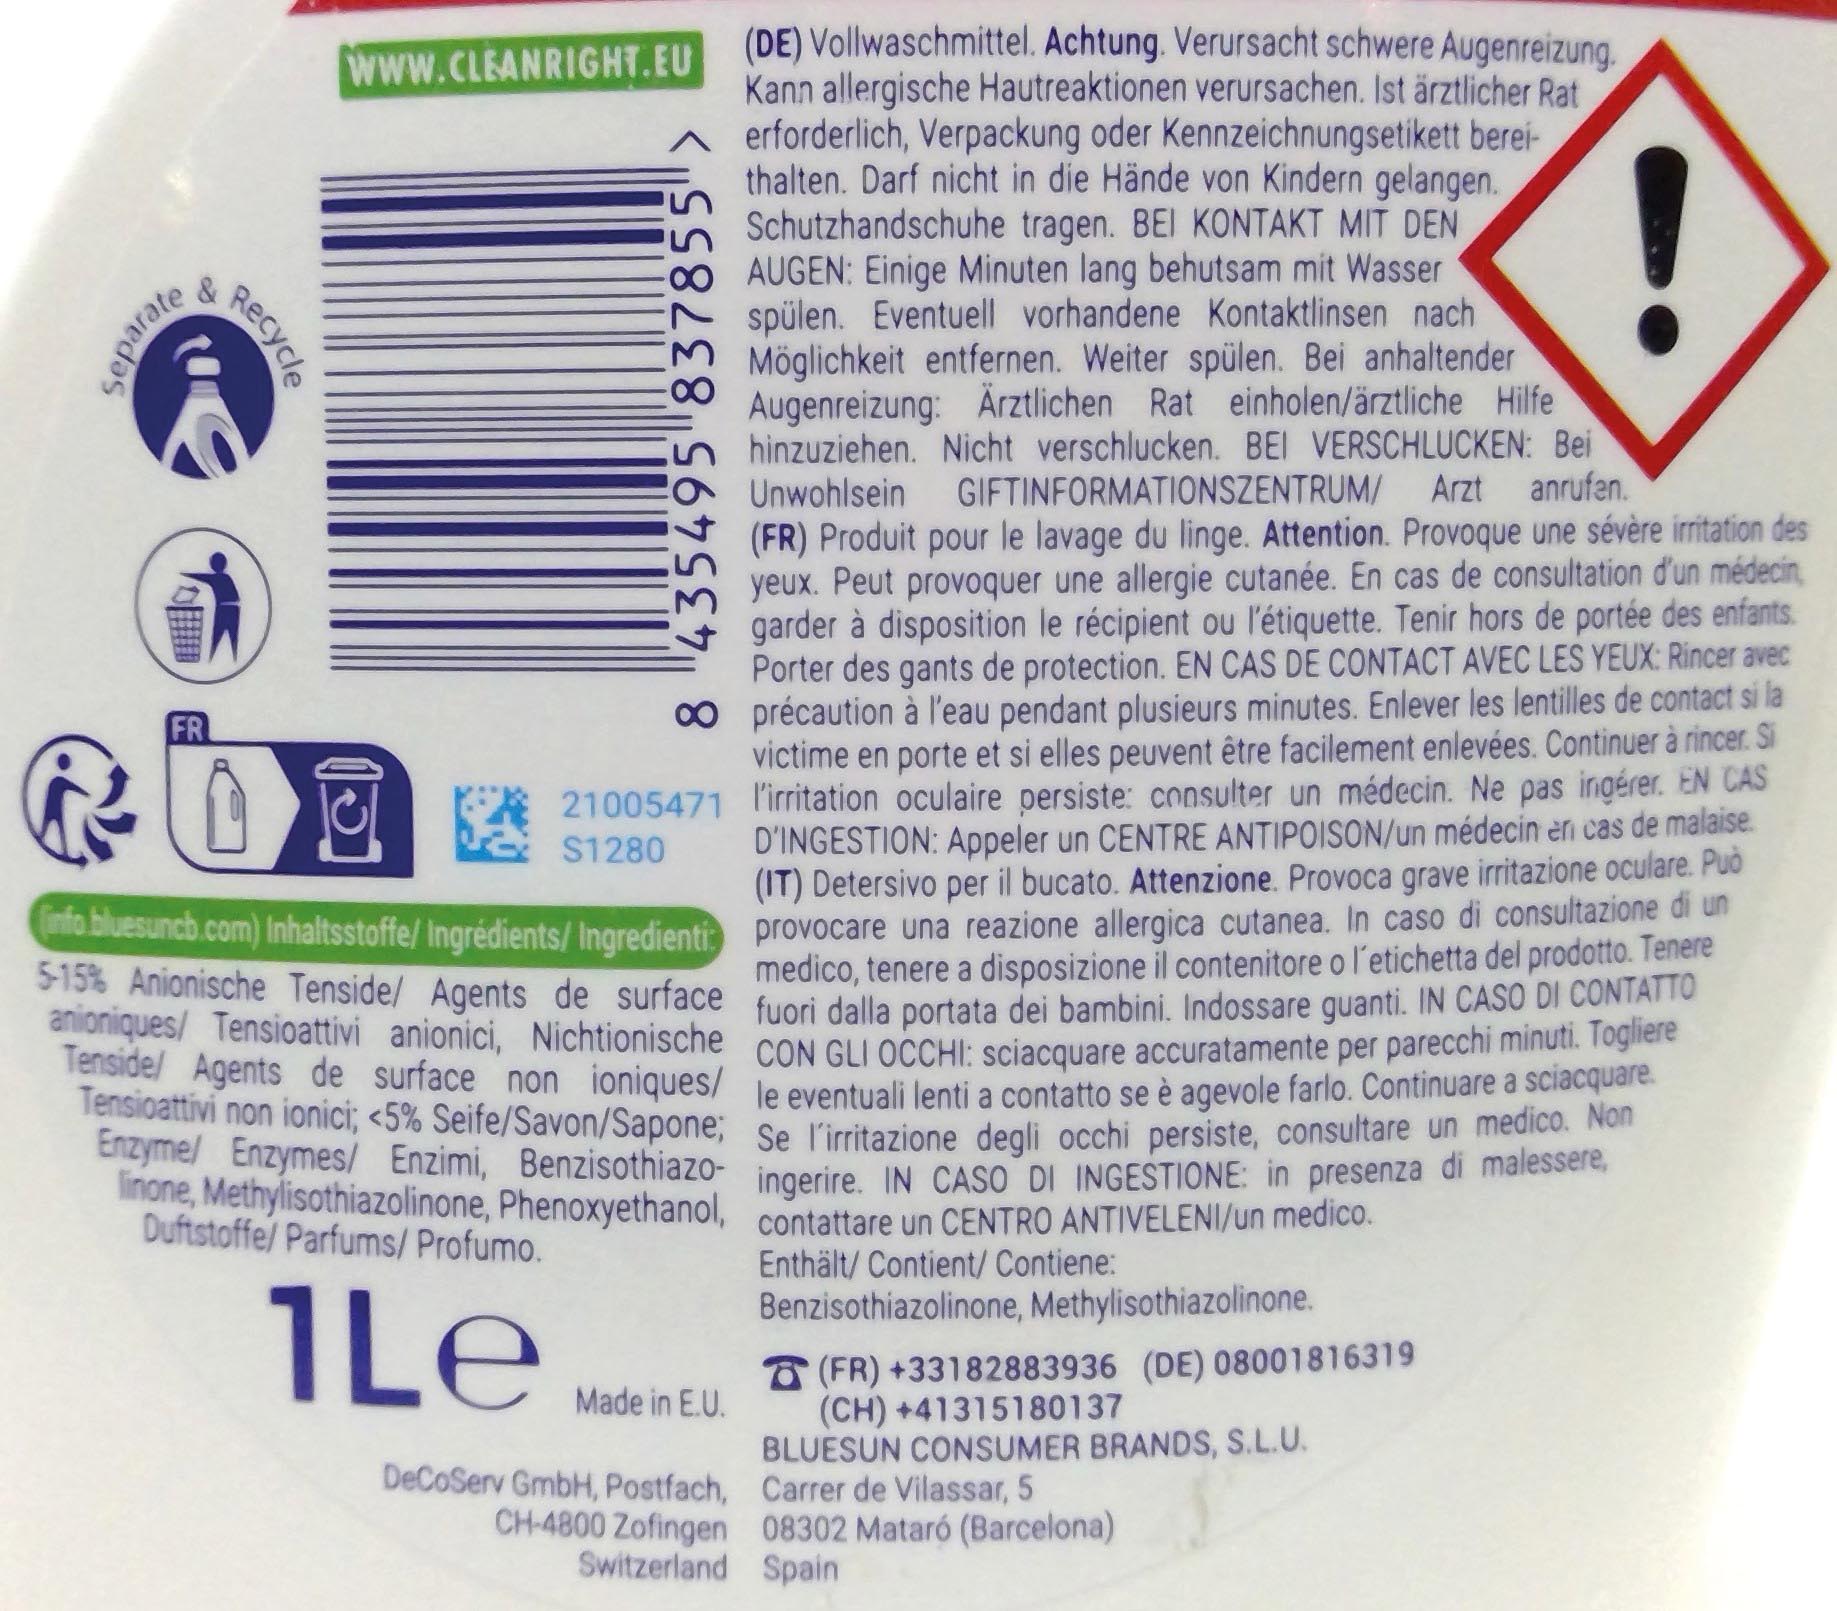 WWW.CLEANRIGHT.EU
Separate & Recycle
8 435495 837855 >
FR
21005471
S1280
(info.bluesuncb.com) Inhaltsstoffe/ Ingrédients/ Ingredienti:
5-15% Anionische Tenside/ Agents de surface
anioniques/ Tensioattivi anionici, Nichtionische
Tenside/ Agents de surface non ioniques/
Tensioattivi non ionici; <5% Seife/Savon/Sapone;
Enzyme/ Enzymes/ Enzimi, Benzisothiazo-
linone, Methylisothiazolinone, Phenoxyethanol,
Duftstoffe/ Parfums/ Profumo.
1L e
Made in E.U.
DeCoServ GmbH, Postfach,
CH-4800 Zofingen
Switzerland
(DE) Vollwaschmittel. Achtung. Verursacht schwere Augenreizung.
Kann allergische Hautreaktionen verursachen. Ist ärztlicher Rat
erforderlich, Verpackung oder Kennzeichnungsetikett berei-
thalten. Darf nicht in die Hände von Kindern gelangen.
Schutzhandschuhe tragen. BEI KONTAKT MIT DEN
AUGEN: Einige Minuten lang behutsam mit Wasser
spülen. Eventuell vorhandene Kontaktlinsen nach
Möglichkeit entfernen. Weiter spülen. Bei anhaltender
Augenreizung: Ärztlichen Rat einholen/ärztliche Hilfe
hinzuziehen. Nicht verschlucken. BEI VERSCHLUCKEN: Bei
Unwohlsein GIFTINFORMATIONSZENTRUM/ Arzt anrufen.
(FR) Produit pour le lavage du linge. Attention. Provoque une sévère irritation des
yeux. Peut provoquer une allergie cutanée. En cas de consultation d'un médecin,
garder à disposition le récipient ou l'étiquette. Tenir hors de portée des enfants.
Porter des gants de protection. EN CAS DE CONTACT AVEC LES YEUX: Rincer avec
précaution à l'eau pendant plusieurs minutes. Enlever les lentilles de contact si la
victime en porte et si elles peuvent être facilement enlevées. Continuer à rincer. Si
l'irritation oculaire persiste: consulter un médecin. Ne pas ingérer. EN CAS
D'INGESTION: Appeler un CENTRE ANTIPOISON/un médecin en cas de malaise.
(IT) Detersivo per il bucato. Attenzione. Provoca grave irritazione oculare. Può
provocare una reazione allergica cutanea. In caso di consultazione di un
medico, tenere a disposizione il contenitore o l´etichetta del prodotto. Tenere
fuori dalla portata dei bambini. Indossare guanti. IN CASO DI CONTATTO
CON GLI OCCHI: sciacquare accuratamente per parecchi minuti. Togliere
le eventuali lenti a contatto se è agevole farlo. Continuare a sciacquare.
Se l´irritazione degli occhi persiste, consultare un medico. Non
ingerire. IN CASO DI INGESTIONE: in presenza di malessere,
contattare un CENTRO ANTIVELENI/un medico.
Enthält/ Contient/ Contiene:
Benzisothiazolinone, Methylisothiazolinone.
(FR) +33182883936 (DE) 08001816319
(CH) +41315180137
BLUESUN CONSUMER BRANDS, S.L.U.
Carrer de Vilassar, 5
08302 Mataró (Barcelona)
Spain